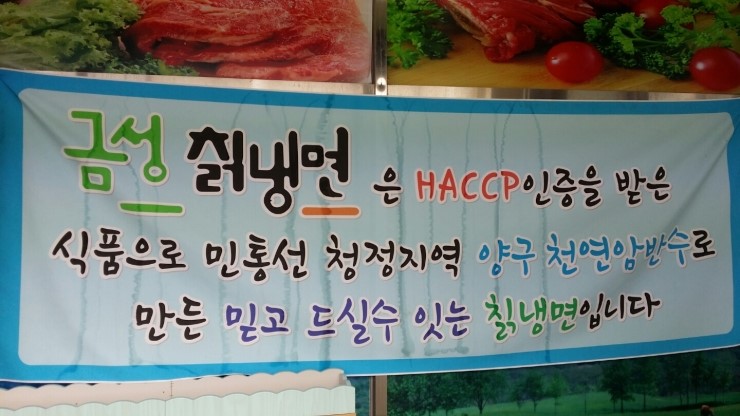 금성 칡냉면 은 HACCP인증을 받은
식품으로 민통선 청정지역 양구 천연암반수로
만든 믿고 드실수 있는 칡냉면입니다